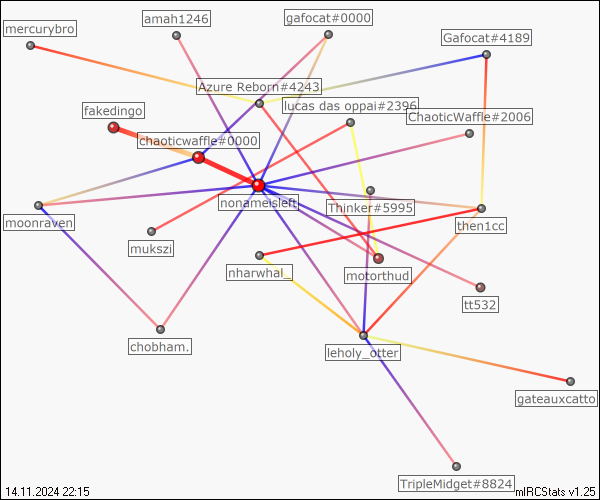 amah1246
gafocat#0000
mercurybro
Gafocat#4189
Azure Reborn#4243
fakedingo
lucas das oppai#2396
ChaoticWaffle#2006
chaoticwaffle#0000
nonameisleft
Thinker#5995
moonraven
then1cc
mukszi
nharwhal_
motorthud
tt532
chobham.
leholy_otter
gateauxcatto
TripleMidget#8824
14.11.2024 22:15
mIRCStats v1.25